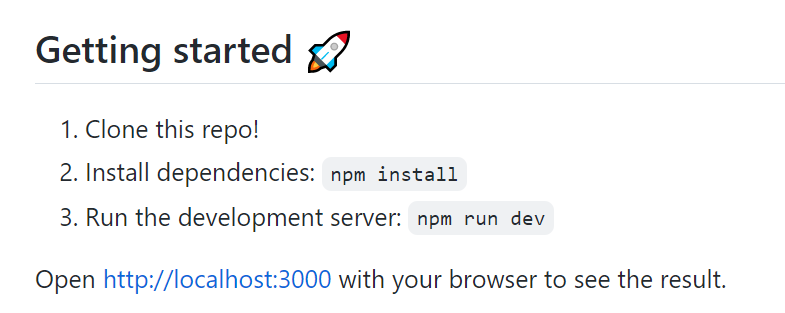 Getting started 🚀
1. Clone this repo!
2. Install dependencies: npm install
3. Run the development server: npm run dev
Open http://localhost:3000 with your browser to see the result.